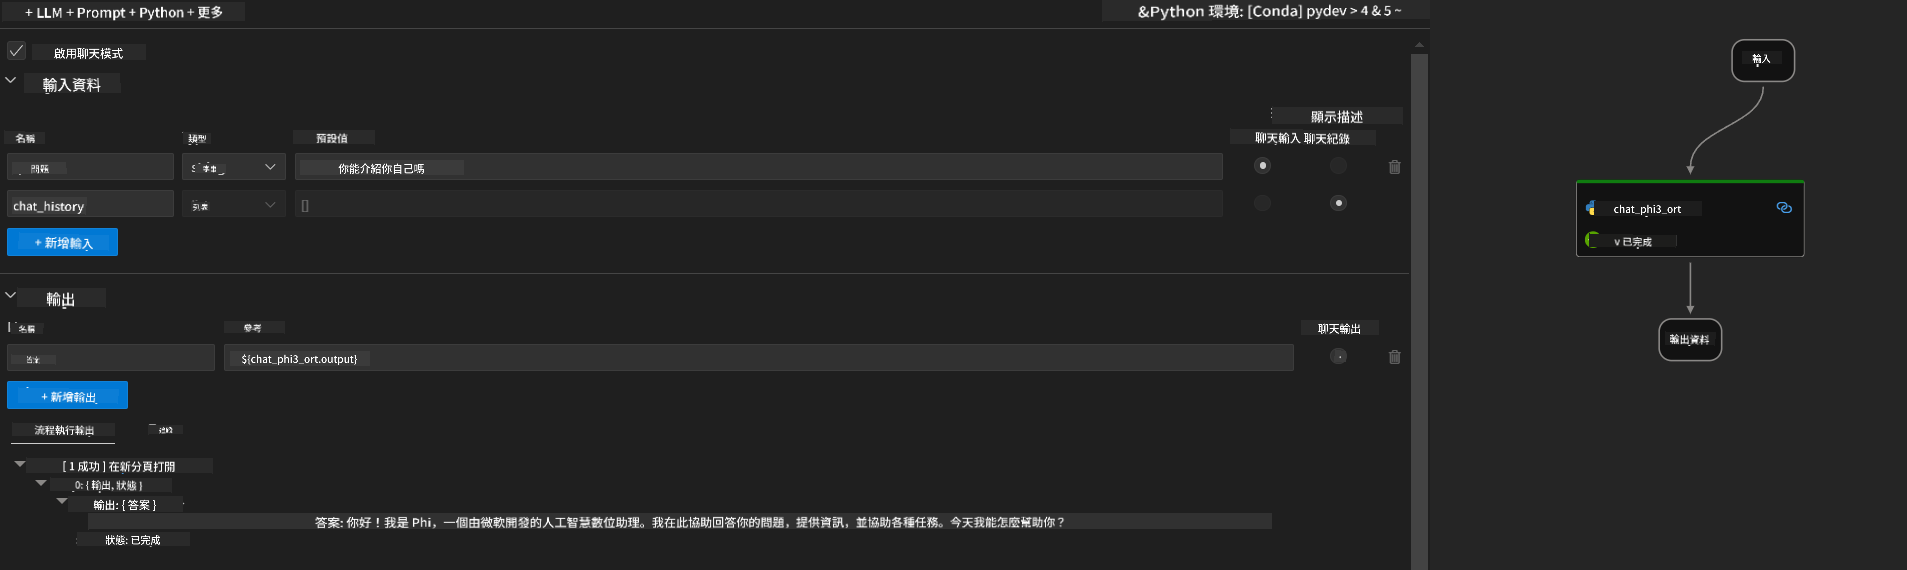 + LLM + Prompt + Python + 更多
&Python 環境: [Conda] pydev > 4 & 5 ~
啟用聊天模式
輸入資料
顯示描述
名稱 類型 預設值 聊天輸入 聊天紀錄
問題 你能介紹你自己嗎
chat_history 列表 []
+ 新增輸入
輸出
名稱 參考 聊天輸出
答案 ${chat_phi3_ort.output}
+ 新增輸出
流程執行輸出
[ 1 成功 ] 在新分頁打開
0: { 輸出, 狀態 }
輸出: { 答案 }
答案: 你好！我是 Phi，一個由微軟開發的人工智慧數位助理。我在此協助回答你的問題，提供資訊，並協助各種任務。今天我能怎麼幫助你？
狀態: 已完成
輸入
chat_phi3_ort
v 已完成
輸出資料